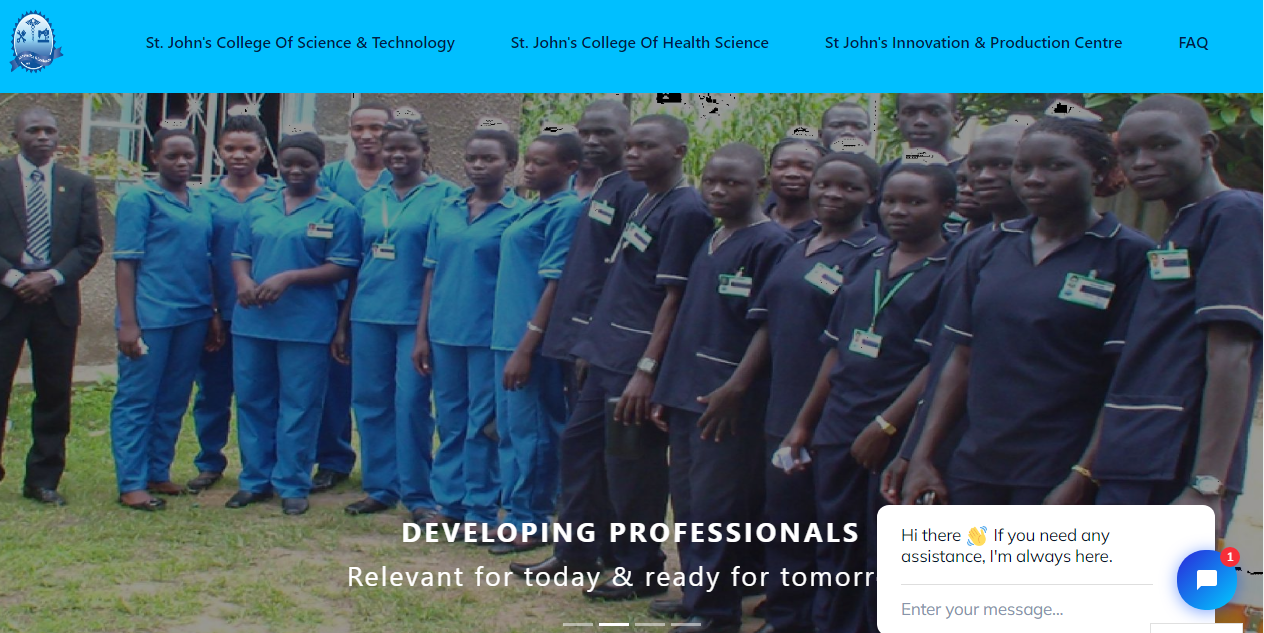 St. John's College Of Science & Technology
St. John's College Of Health Science
St John's Innovation & Production Centre
FAQ
DEVELOPING PROFESSIONALS
Relevant for today & ready for tomorr
Hi there 👋 If you need any
assistance, I'm always here.
1
Enter your message...